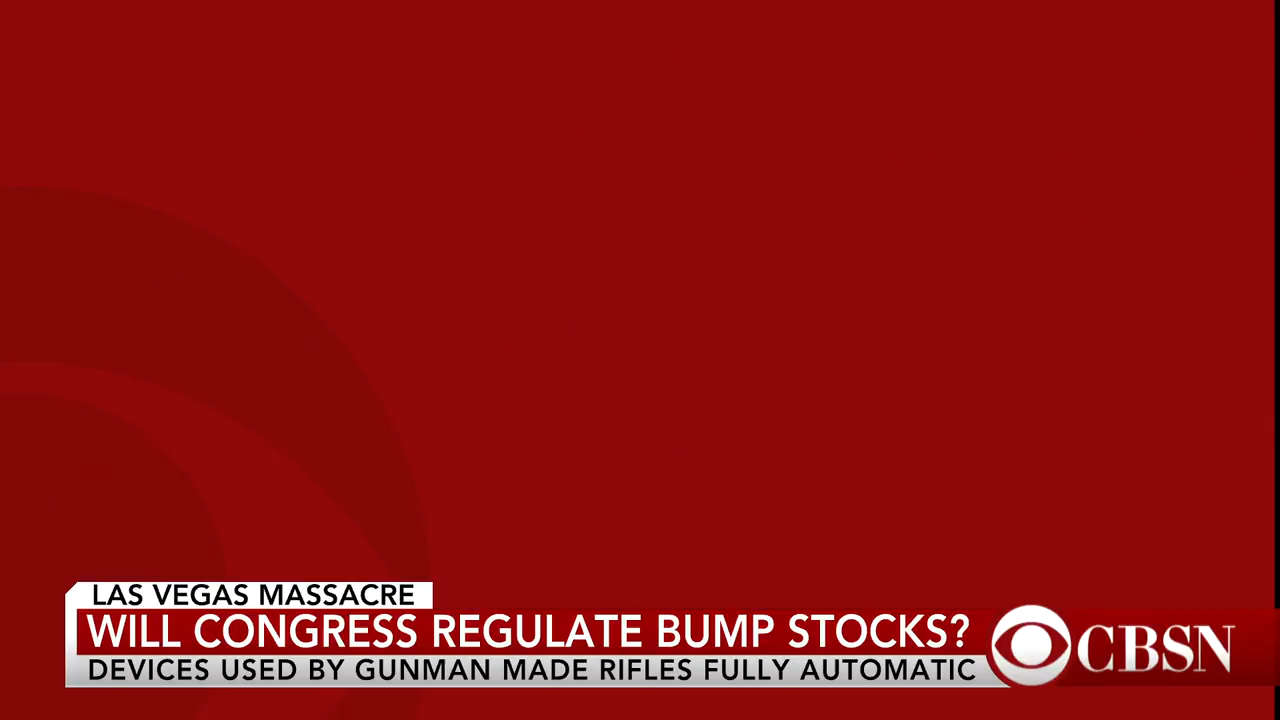 LAS VEGAS MASSACRE
WILL CONGRESS REGULATE BUMP STOCKS?
DEVICES USED BY GUNMAN MADE RIFLES FULLY AUTOMATIC
CBSN